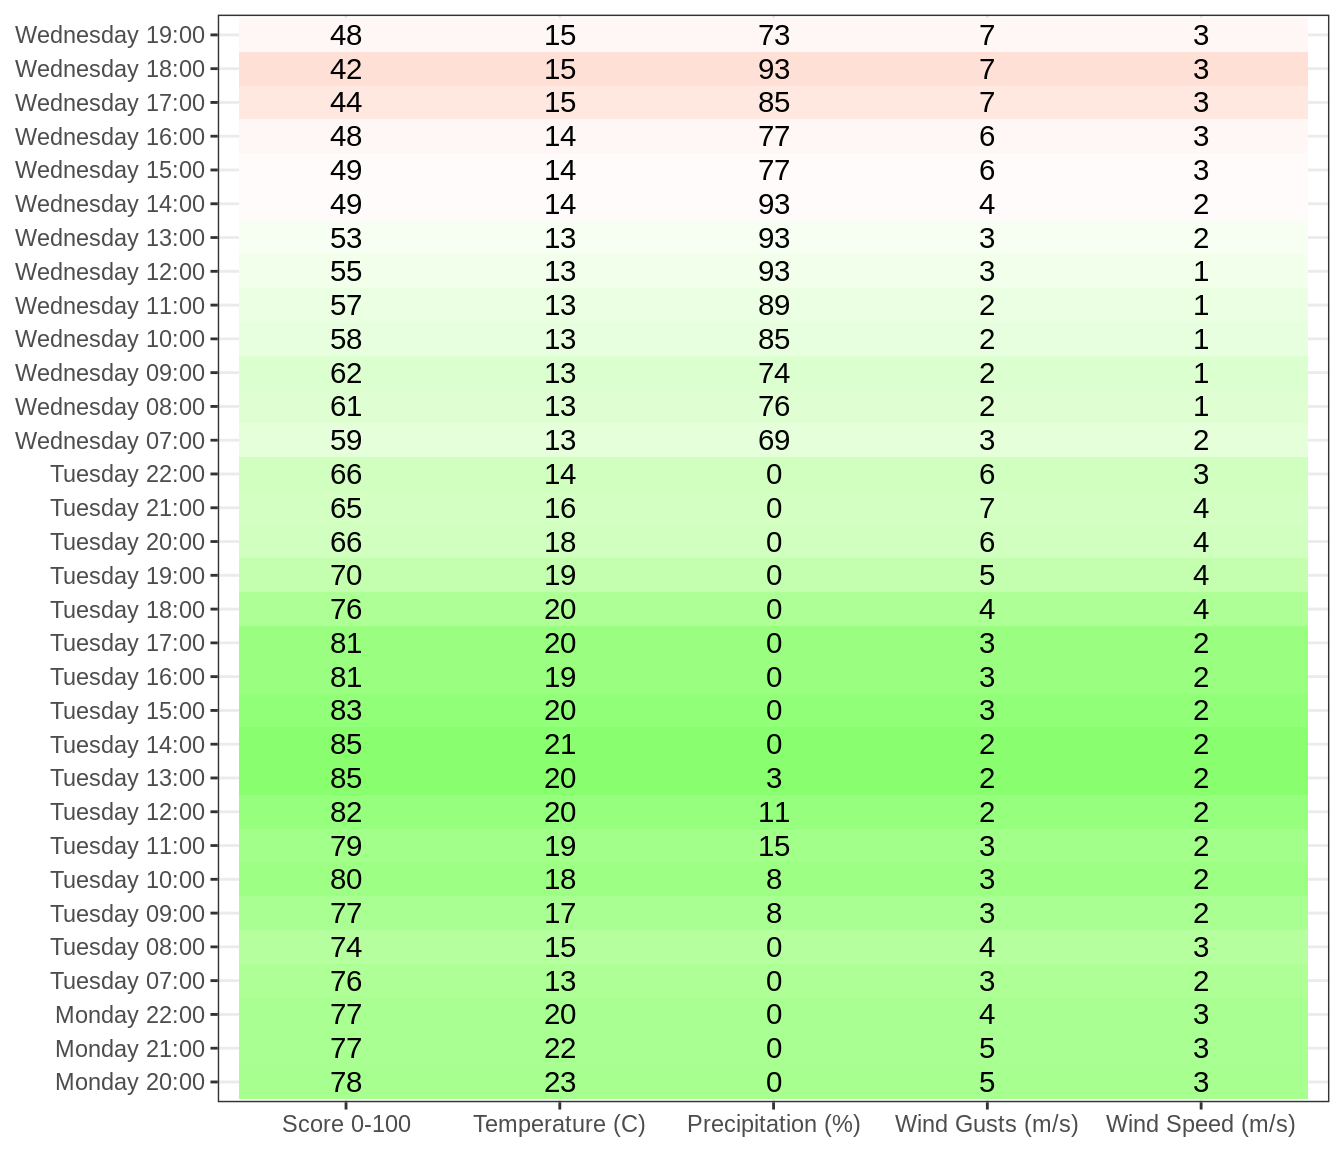 Wednesday 19:00 48 15 73 7 3
Wednesday 18:00 42 15 93 7 3
Wednesday 17:00 44 15 85 7 3
Wednesday 16:00 48 14 77 6 3
Wednesday 15:00 49 14 77 6 3
Wednesday 14:00 49 14 93 4 2
Wednesday 13:00 53 13 93 3 2
Wednesday 12:00 55 13 93 3 1
Wednesday 11:00 57 13 89 2 1
Wednesday 10:00 58 13 85 2 1
Wednesday 09:00 62 13 74 2 1
Wednesday 08:00 61 13 76 2 1
Wednesday 07:00 59 13 69 3 2
Tuesday 22:00 66 14 0 6 3
Tuesday 21:00 65 16 0 7 4
Tuesday 20:00 66 18 0 6 4
Tuesday 19:00 70 19 0 5 4
Tuesday 18:00 76 20 0 4 4
Tuesday 17:00 81 20 0 3 2
Tuesday 16:00 81 19 0 3 2
Tuesday 15:00 83 20 0 3 2
Tuesday 14:00 85 21 0 2 2
Tuesday 13:00 85 20 3 2 2
Tuesday 12:00 82 20 11 2 2
Tuesday 11:00 79 19 15 3 2
Tuesday 10:00 80 18 8 3 2
Tuesday 09:00 77 17 8 3 2
Tuesday 08:00 74 15 0 4 3
Tuesday 07:00 76 13 0 3 2
Monday 22:00 77 20 0 4 3
Monday 21:00 77 22 0 5 3
Monday 20:00 78 23 0 5 3
Score 0-100 Temperature (C) Precipitation (%) Wind Gusts (m/s) Wind Speed (m/s)